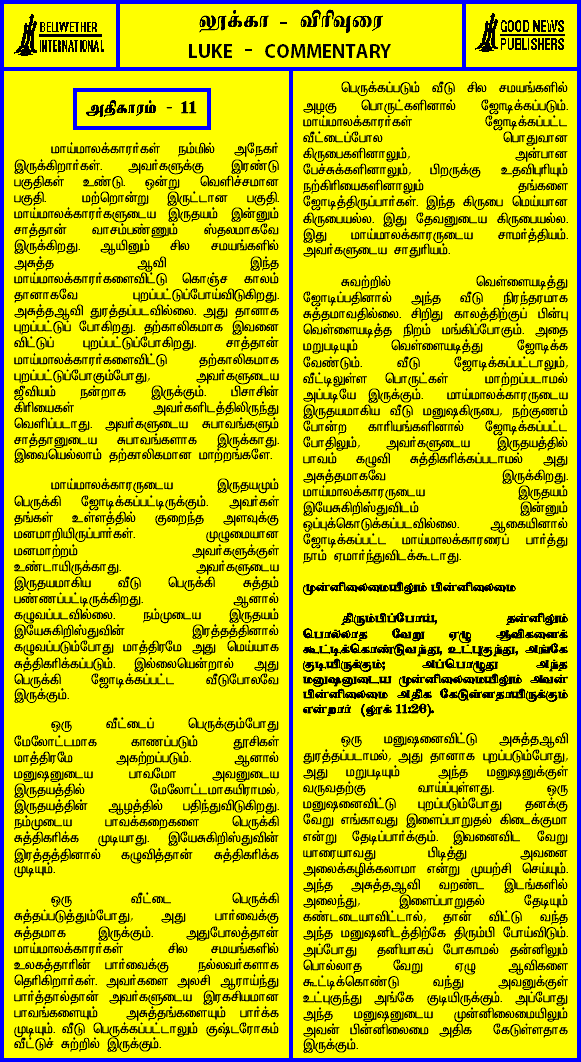 BELLWETHER
INTERNATIONAL
லூக்கா - விரிவுரை
LUKE - COMMENTARY
GOOD NEWS
PUBLISHERS
அதிகாரம் - 11
மாய்மாலக்காரர்கள் நம்மில் அநேகர்
இருக்கிறார்கள். அவர்களுக்கு இரண்டு
பகுதிகள் உண்டு. ஒன்று வெளிச்சமான
பகுதி. மற்றொன்று இருட்டான பகுதி.
மாய்மாலக்காரர்களுடைய இருதயம் இன்னும்
சாத்தான் வாசம்பண்ணும் ஸ்தலமாகவே
இருக்கிறது. ஆயினும் சில சமயங்களில்
அசுத்த ஆவி இந்த
மாய்மாலக்காரர்களைவிட்டு கொஞ்ச காலம்
தானாகவே புறப்பட்டுப்போய்விடுகிறது.
அசுத்தஆவி துரத்தப்படவில்லை. அது தானாக
புறப்பட்டுப் போகிறது. தற்காலிகமாக இவனை
விட்டுப் புறப்பட்டுப்போகிறது. சாத்தான்
மாய்மாலக்காரர்களைவிட்டு தற்காலிகமாக
புறப்பட்டுப்போகும்போது, அவர்களுடைய
ஜீவியம் நன்றாக இருக்கும். பிசாசின்
கிரியைகள் அவர்களிடத்திலிருந்து
வெளிப்படாது. அவர்களுடைய சுபாவங்களும்
சாத்தானுடைய சுபாவங்களாக இருக்காது.
இவையெல்லாம் தற்காலிகமான மாற்றங்களே.
மாய்மாலக்காரருடைய இருதயமும்
பெருக்கி ஜோடிக்கப்பட்டிருக்கும். அவர்கள்
தங்கள் உள்ளத்தில் குறைந்த அளவுக்கு
மனமாறியிருப்பார்கள். முழுமையான
மனமாற்றம் அவர்களுக்குள்
உண்டாயிருக்காது. அவர்களுடைய
இருதயமாகிய வீடு பெருக்கி சுத்தம்
பண்ணப்பட்டிருக்கிறது. ஆனால்
கழுவப்படவில்லை. நம்முடைய இருதயம்
இயேசுகிறிஸ்துவின் இரத்தத்தினால்
கழுவப்படும்போது மாத்திரமே அது மெய்யாக
சுத்திகரிக்கப்படும். இல்லையென்றால் அது
பெருக்கி ஜோடிக்கப்பட்ட வீடுபோலவே
இருக்கும்.
ஒரு வீட்டைப் பெருக்கும்போது
மேலோட்டமாக காணப்படும் தூசிகள்
மாத்திரமே அகற்றப்படும். ஆனால்
மனுஷனுடைய பாவமோ அவனுடைய
இருதயத்தில் மேலோட்டமாகயிராமல்,
இருதயத்தின் ஆழத்தில் பதிந்துவிடுகிறது.
நம்முடைய பாவக்கறைகளை பெருக்கி
சுத்திகரிக்க முடியாது. இயேசுகிறிஸ்துவின்
இரத்தத்தினால் கழுவித்தான் சுத்திகரிக்க
முடியும்.
ஒரு வீட்டை பெருக்கி
சுத்தப்படுத்தும்போது, அது பார்வைக்கு
சுத்தமாக இருக்கும். அதுபோலத்தான்
மாய்மாலக்காரர்கள் சில சமயங்களில்
உலகத்தாரின் பார்வைக்கு நல்லவர்களாக
தெரிகிறார்கள். அவர்களை அலசி ஆராய்ந்து
பார்த்தால்தான் அவர்களுடைய இரகசியமான
பாவங்களையும் அசுத்தங்களையும் பார்க்க
முடியும். வீடு பெருக்கப்பட்டாலும் குஷ்டரோகம்
வீட்டுச் சுற்றில் இருக்கும்.
பெருக்கப்படும் வீடு சில சமயங்களில்
அழகு பொருட்களினால் ஜோடிக்கப்படும்.
மாய்மாலக்காரர்கள் ஜோடிக்கப்பட்ட
வீட்டைப்போல பொதுவான
கிருபைகளினாலும், அன்பான
பேச்சுக்களினாலும், பிறருக்கு உதவிபுரியும்
நற்கிரியைகளினாலும் தங்களை
ஜோடித்திருப்பார்கள். இந்த கிருபை மெய்யான
கிருபையல்ல. இது தேவனுடைய கிருபையல்ல.
இது மாய்மாலக்காரருடைய சாமர்த்தியம்.
அவர்களுடைய சாதுரியம்.
சுவற்றில் வெள்ளையடித்து
ஜோடிப்பதினால் அந்த வீடு நிரந்தரமாக
சுத்தமாவதில்லை. சிறிது காலத்திற்குப் பின்பு
வெள்ளையடித்த நிறம் மங்கிப்போகும். அதை
மறுபடியும் வெள்ளையடித்து ஜோடிக்க
வேண்டும். வீடு ஜோடிக்கப்பட்டாலும்,
வீட்டிலுள்ள பொருட்கள் மாற்றப்படாமல்
அப்படியே இருக்கும். மாய்மாலக்காரருடைய
இருதயமாகிய வீடு மனுஷகிருபை, நற்குணம்
போன்ற காரியங்களினால் ஜோடிக்கப்பட்ட
போதிலும், அவர்களுடைய இருதயத்தில்
பாவம் கழுவி சுத்திகரிக்கப்படாமல் அது
அசுத்தமாகவே இருக்கிறது.
மாய்மாலக்காரருடைய இருதயம்
இயேசுகிறிஸ்துவிடம் இன்னும்
ஒப்புக்கொடுக்கப்படவில்லை. ஆகையினால்
ஜோடிக்கப்பட்ட மாய்மாலக்காரரைப் பார்த்து
நாம் ஏமார்ந்துவிடக்கூடாது.
முன்னிலைமையிலும் பின்னிலைமை
திரும்பிப்போய், தன்னிலும்
பொல்லாத வேறு ஏழு ஆவிகளைக்
கூட்டிக்கொண்டுவந்து, உட்புகுந்து, அங்கே
குடியிருக்கும்; அப்பொழுது அந்த
மனுஷனுடைய முன்னிலைமையிலும் அவன்
பின்னிலைமை அதிக கேடுள்ளதாயிருக்கும்
என்றார் (லூக் 11:26).
ஒரு மனுஷனைவிட்டு அசுத்தஆவி
துரத்தப்படாமல், அது தானாக புறப்படும்போது,
அது மறுபடியும் அந்த மனுஷனுக்குள்
வருவதற்கு வாய்ப்புள்ளது. ஒரு
மனுஷனைவிட்டு புறப்படும்போது தனக்கு
வேறு எங்காவது இளைப்பாறுதல் கிடைக்குமா
என்று தேடிப்பார்க்கும். இவனைவிட வேறு
யாரையாவது பிடித்து அவனை
அலைக்கழிக்கலாமா என்று முயற்சி செய்யும்.
அந்த அசுத்தஆவி வறண்ட இடங்களில்
அலைந்து, இளைப்பாறுதல் தேடியும்
கண்டடையாவிட்டால், தான் விட்டு வந்த
அந்த மனுஷனிடத்திற்கே திரும்பி போய்விடும்.
அப்போது தனியாகப் போகாமல் தன்னிலும்
பொல்லாத வேறு ஏழு ஆவிகளை
கூட்டிக்கொண்டு வந்து அவனுக்குள்
உட்புகுந்து அங்கே குடியிருக்கும். அப்போது
அந்த மனுஷனுடைய முன்னிலைமையிலும்
அவன் பின்னிலைமை அதிக கேடுள்ளதாக
இருக்கும்.